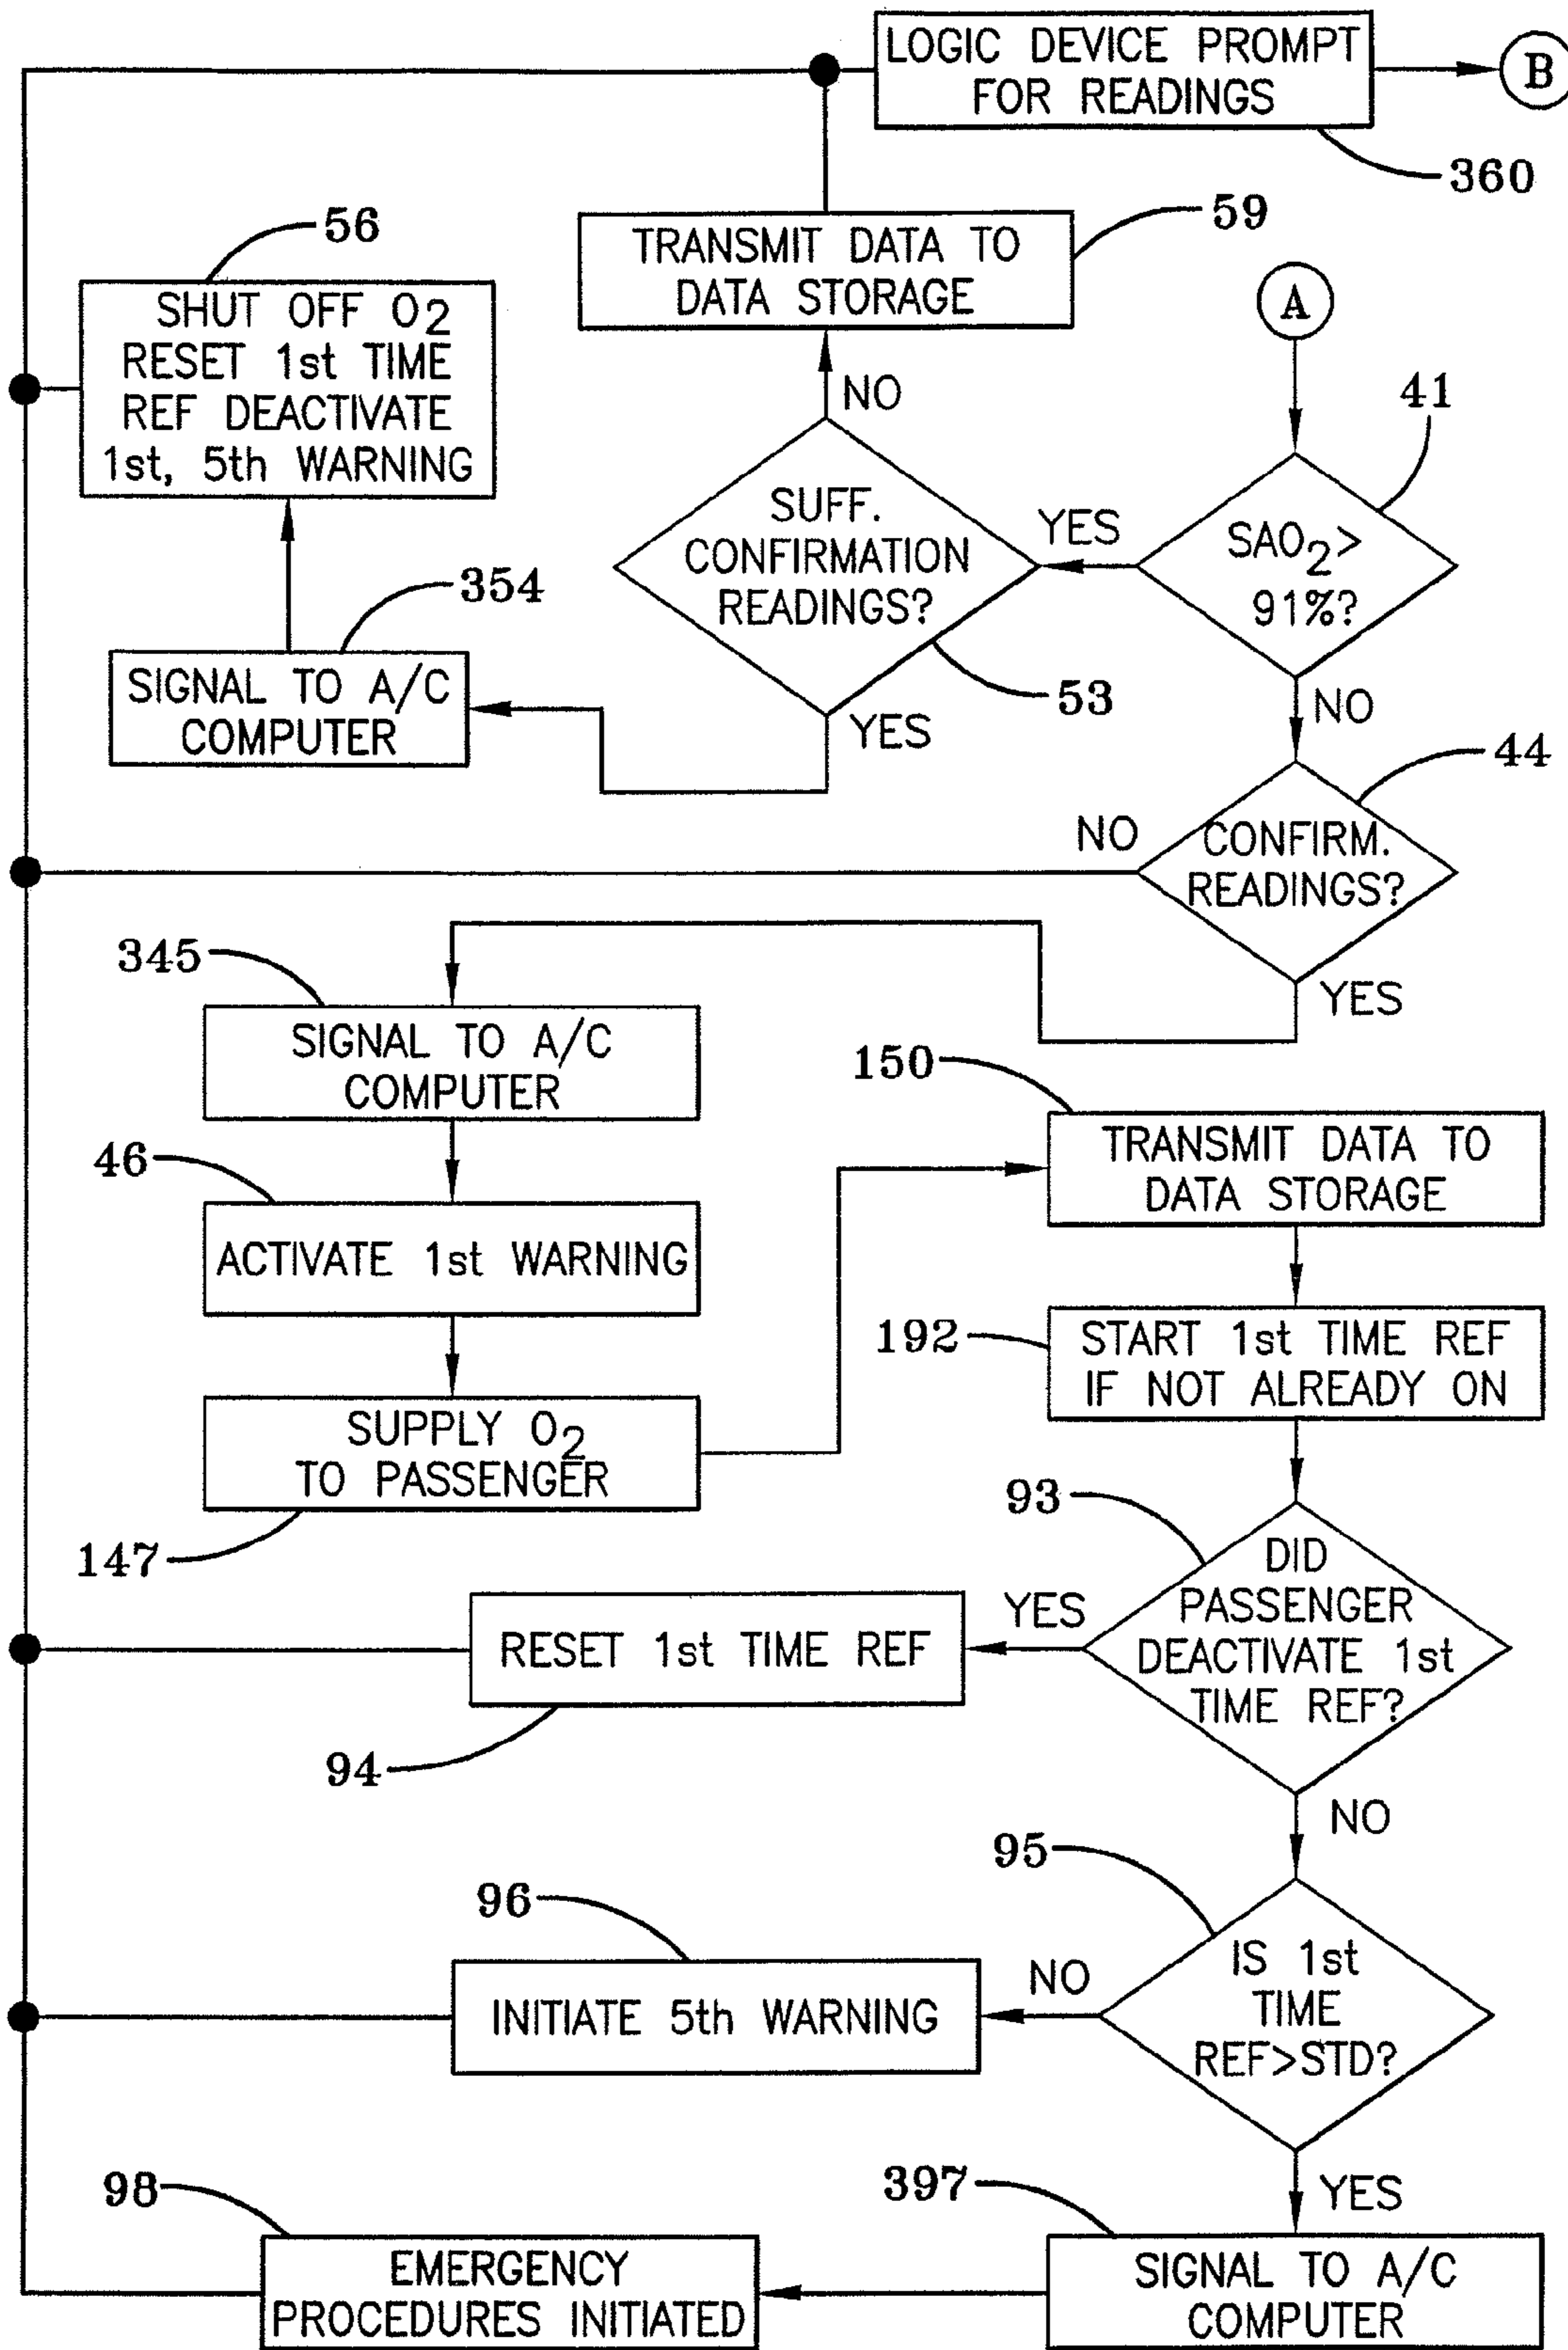 LOGIC DEVICE PROMPT
FOR READINGS
B
360
59
TRANSMIT DATA TO
DATA STORAGE
56
SHUT OFF O2
RESET 1st TIME
REF DEACTIVATE
1st, 5th WARNING
A
NO
41
SAO2>
91%?
YES
SUFF.
CONFIRMATION
READINGS?
53
354
SIGNAL TO A/C
COMPUTER
YES
NO
44
CONFIRM.
READINGS?
NO
YES
345
SIGNAL TO A/C
COMPUTER
46
ACTIVATE 1st WARNING
SUPPLY O2
TO PASSENGER
147
150
TRANSMIT DATA TO
DATA STORAGE
192
START 1st TIME REF
IF NOT ALREADY ON
93
DID
PASSENGER
DEACTIVATE 1st
TIME REF?
YES
RESET 1st TIME REF
94
NO
95
IS 1st
TIME
REF>STD?
NO
96
INITIATE 5th WARNING
YES
397
SIGNAL TO A/C
COMPUTER
98
EMERGENCY
PROCEDURES INITIATED